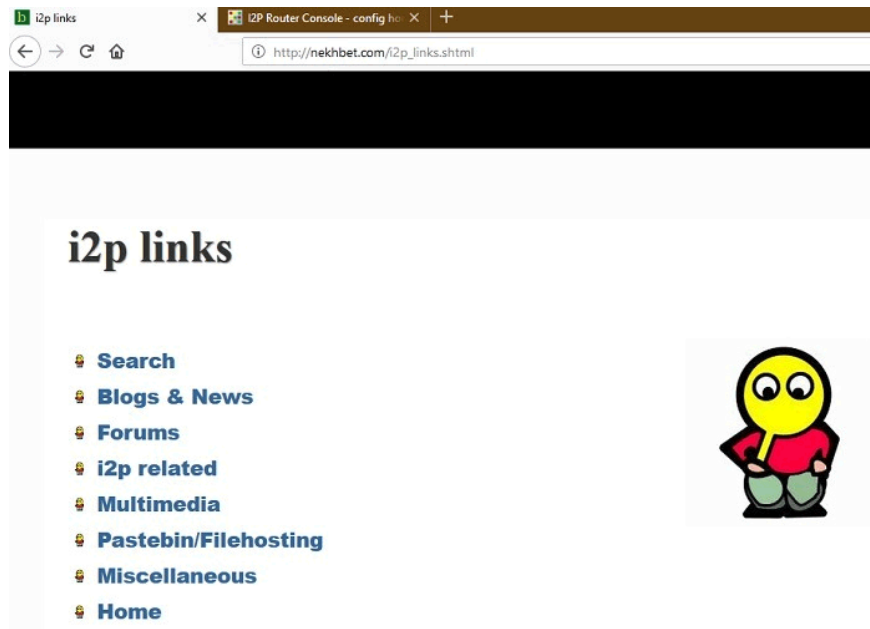 i2p links
I2P Router Console - config ho
http://nekhbet.com/i2p_links.shtml
i2p links
Search
Blogs & News
Forums
i2p related
Multimedia
Pastebin/Filehosting
Miscellaneous
Home